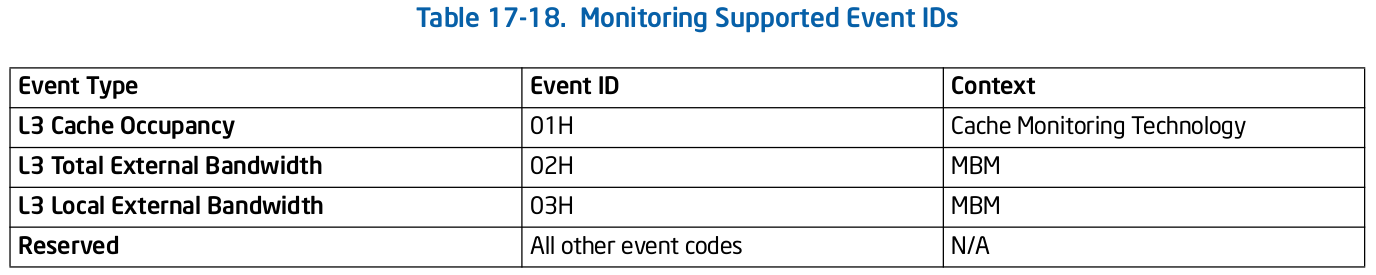 Table 17-18. Monitoring Supported Event IDs
Event Type Event ID Context
L3 Cache Occupancy 01H Cache Monitoring Technology
L3 Total External Bandwidth 02H MBM
L3 Local External Bandwidth 03H MBM
Reserved All other event codes N/A